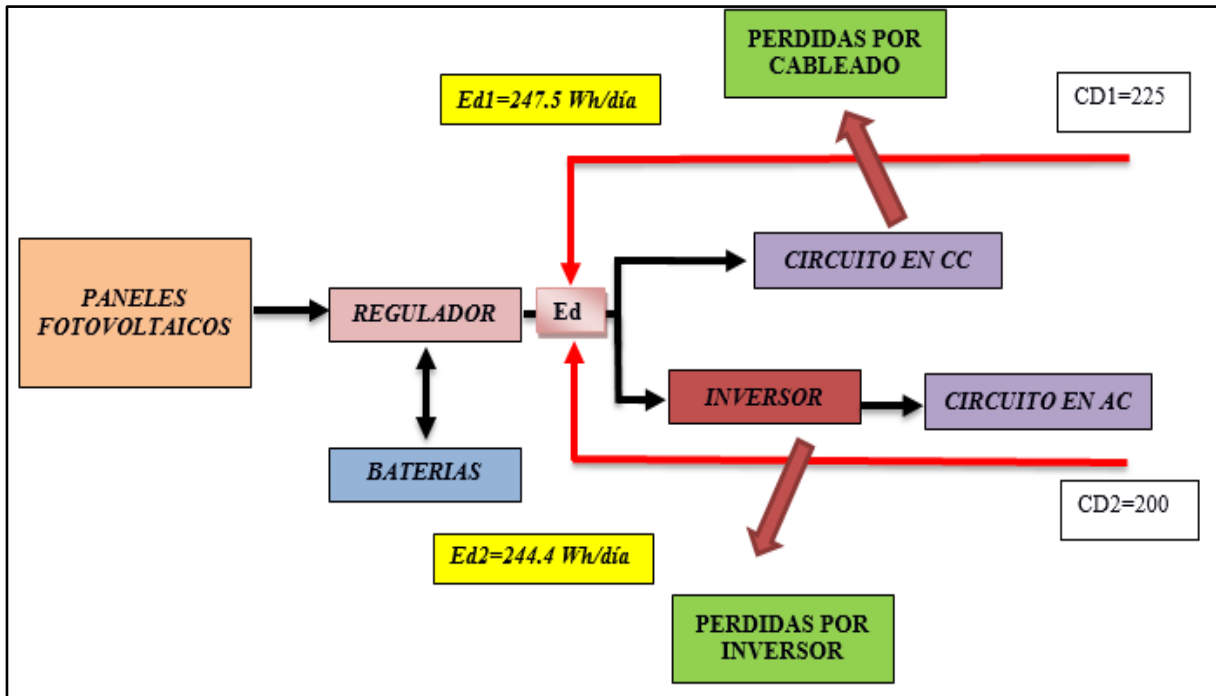 PERDIDAS POR
CABLEADO
Ed1=247.5 Wh/día
CD1=225
PANELES
FOTOVOLTAICOS
REGULADOR
Ed
CIRCUITO EN CC
INVERSOR
CIRCUITO EN AC
BATERIAS
CD2=200
Ed2=244.4 Wh/día
PERDIDAS POR
INVERSOR